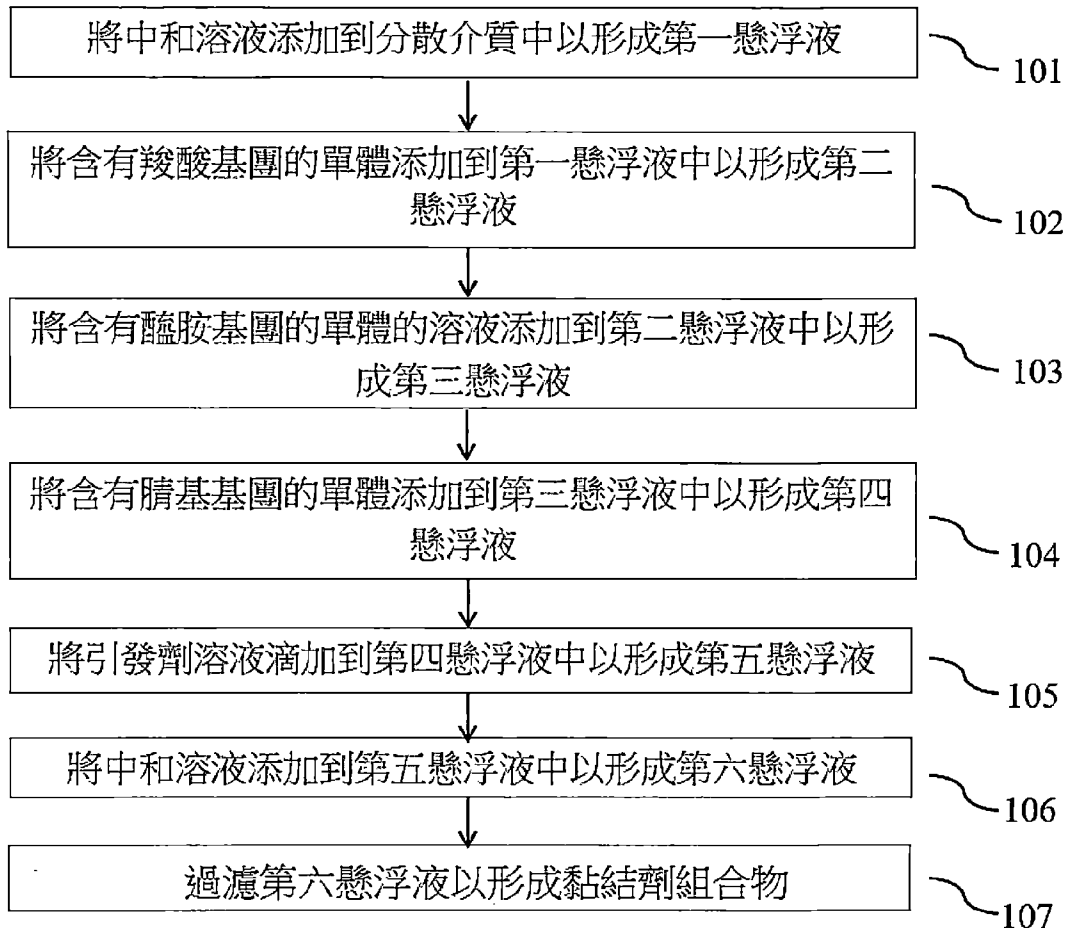 將中和溶液添加到分散介質中以形成第一懸浮液
101
將含有羧酸基團的單體添加到第一懸浮液中以形成第二
懸浮液
102
將含有醯胺基團的單體的溶液添加到第二懸浮液中以形
成第三懸浮液
103
將含有腈基基團的單體添加到第三懸浮液中以形成第四
懸浮液
104
將引發劑溶液滴加到第四懸浮液中以形成第五懸浮液
105
將中和溶液添加到第五懸浮液中以形成第六懸浮液
106
過濾第六懸浮液以形成黏結劑組合物
107